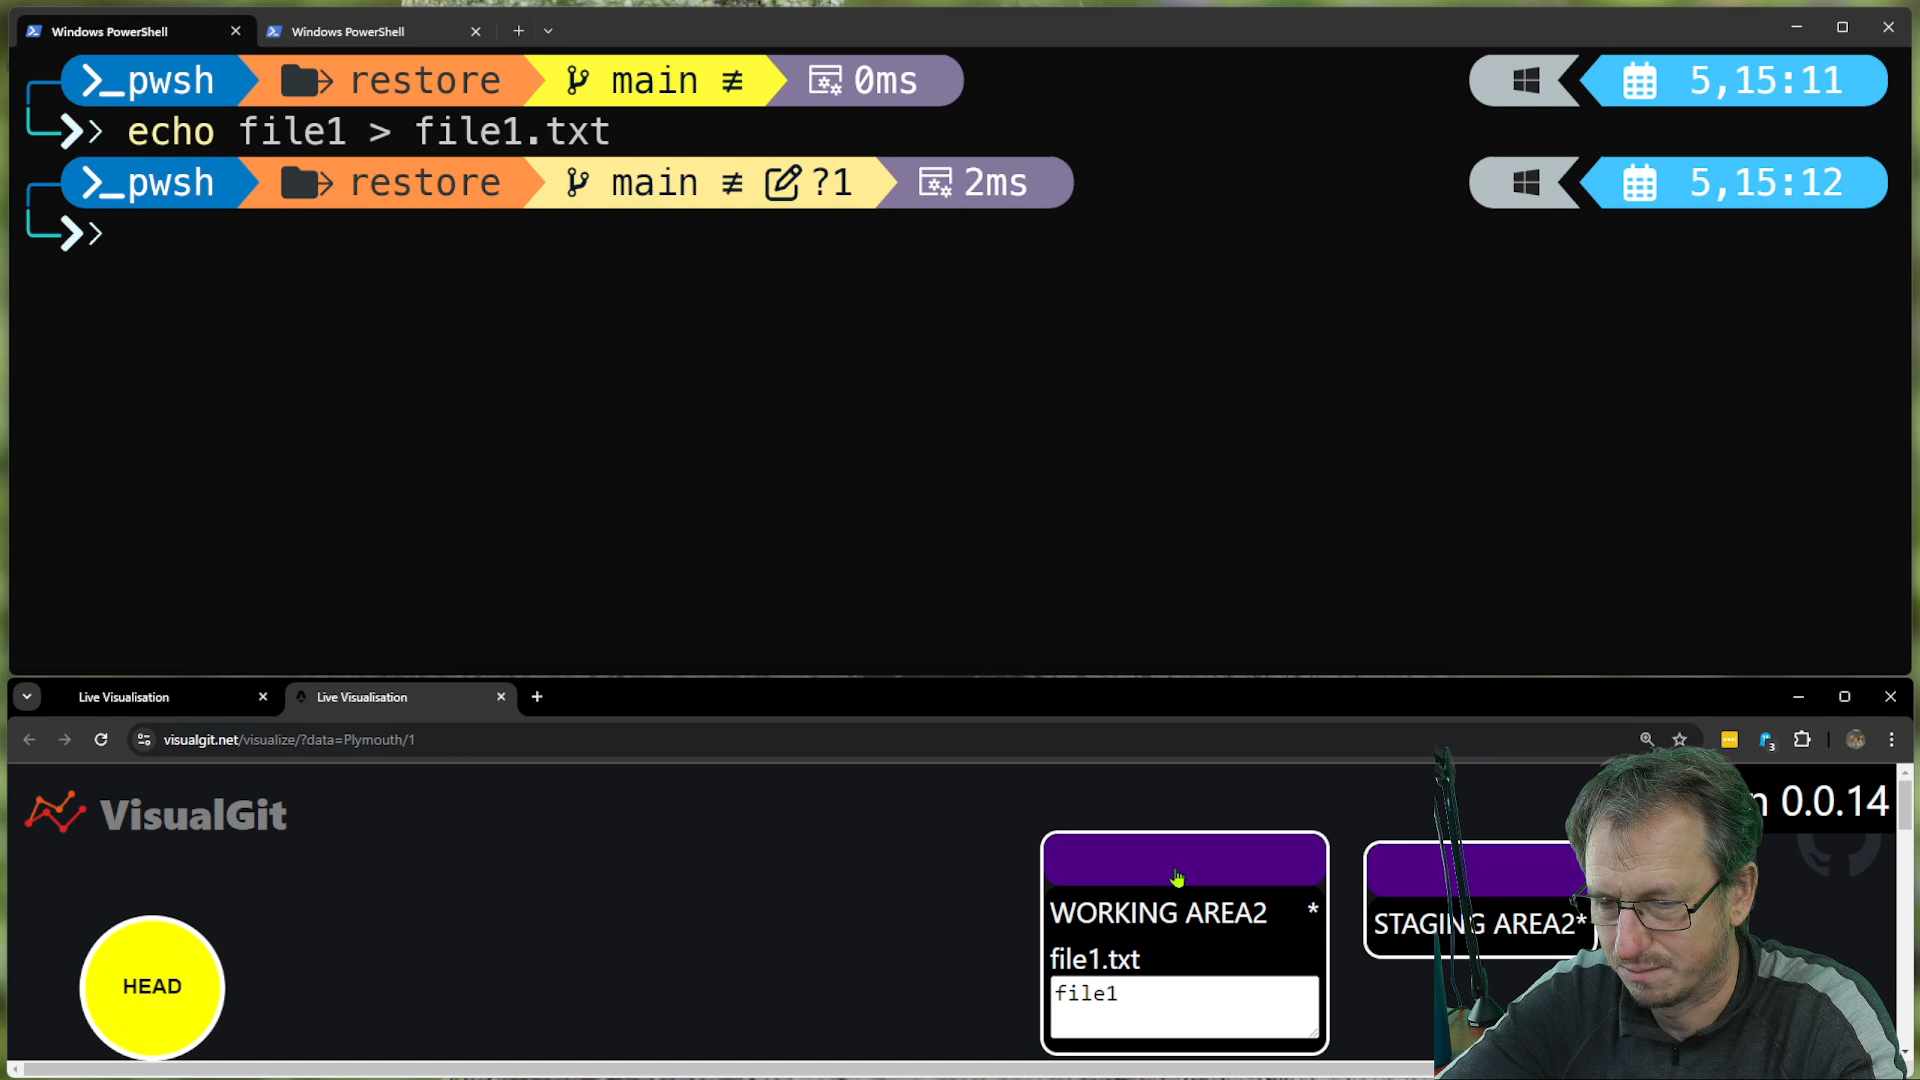 Windows PowerShell
Windows PowerShell
>_pwsh restore main ≢ 0ms 5,15:11
echo file1 > file1.txt
>_pwsh restore main ≢ ?1 2ms 5,15:12
Live Visualisation
Live Visualisation
visualgit.net/visualize/?data=Plymouth/1
3
VisualGit
n 0.0.14
HEAD
WORKING AREA2 *
file1.txt
file1
STAGING AREA2*